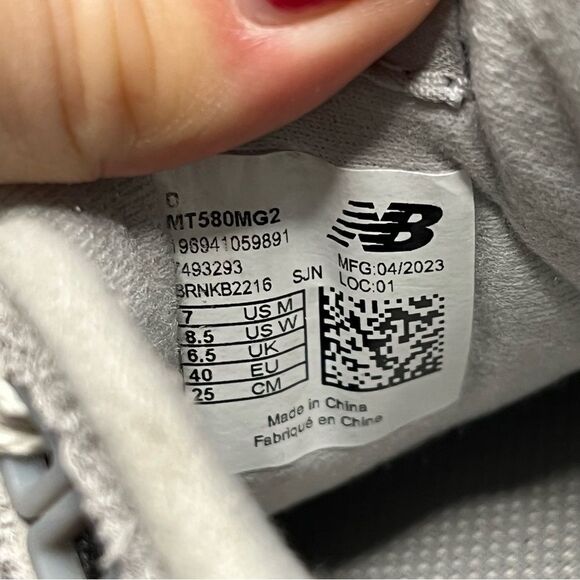 D
MT580MG2
196941059891
7493293
BRNKB2216 SJN
NB
MFG:04/2023
LOC:01
7 US M
8.5 US W
6.5 UK
40 EU
25 CM
Made in China
Fabriqué en Chine